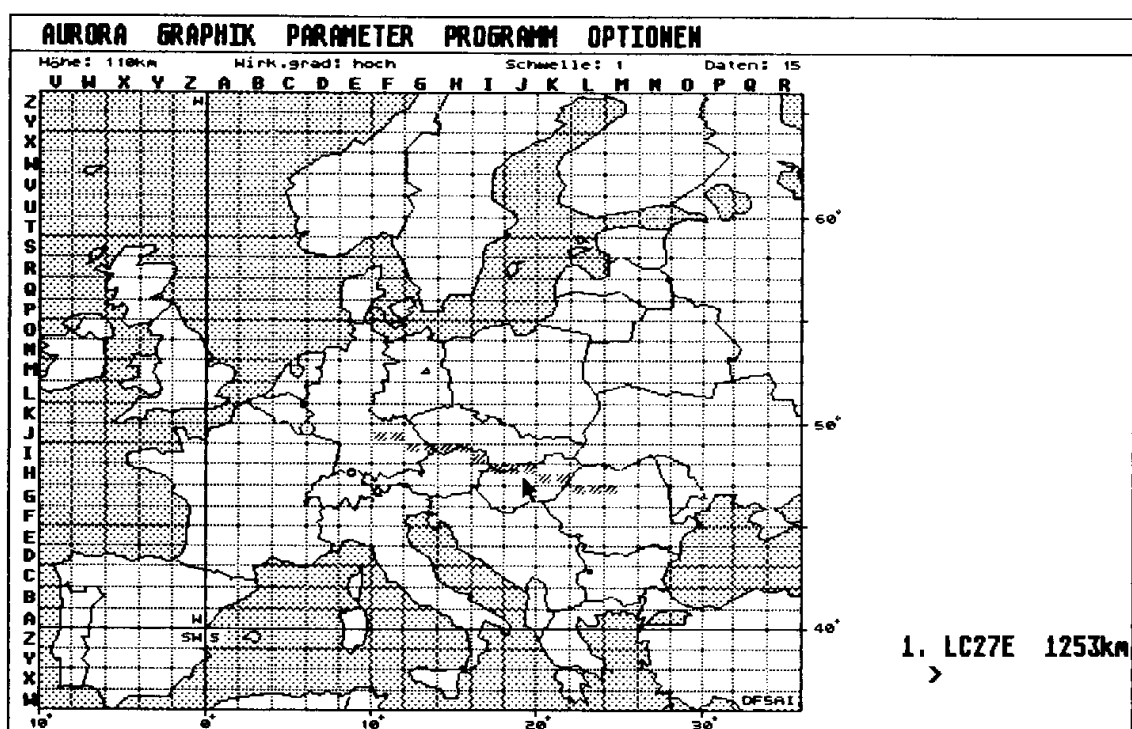 AURORA GRAPHIK PARAMETER PROGRAMM OPTIONEN
Höhe: 110km Wirk.grad: hoch Schwelle: 1 Daten: 15
V W X Y Z A B C D E F G H I J K L M N O P Q R
Z W
Y
X
W
V
U
T 60°
S
R
Q
P
O
N
M
L
K
J 50°
I
H
G
F
E
D
C
B
A W
Z SW S 40°
Y 1. LC27E 1253km
X >
W DF5AI
10° 0° 10° 20° 30°